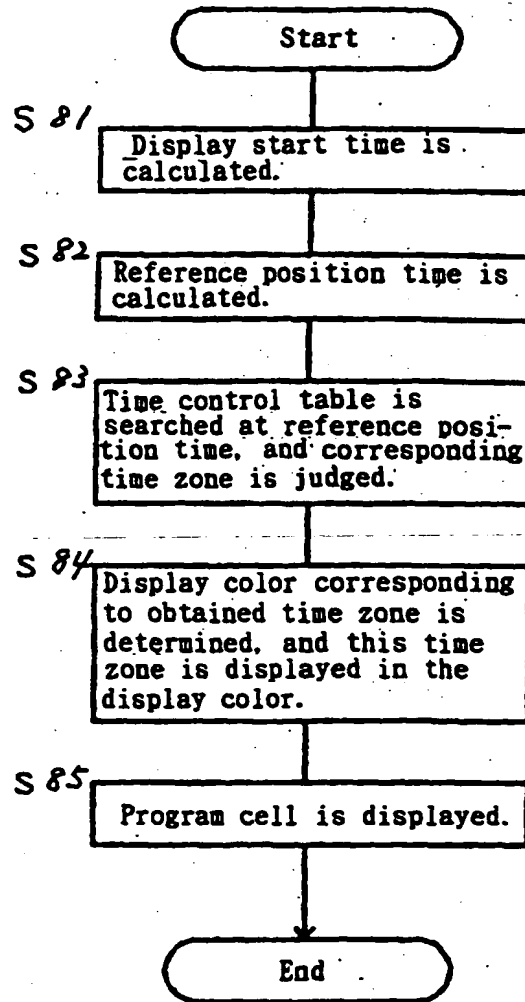 Start
S 81
Display start time is
calculated.
S 82
Reference position time is
calculated.
S 83
Time control table is
searched at reference posi-
tion time, and corresponding
time zone is judged.
S 84
Display color corresponding
to obtained time zone is
determined, and this time
zone is displayed in the
display color.
S 85
Program cell is displayed.
End